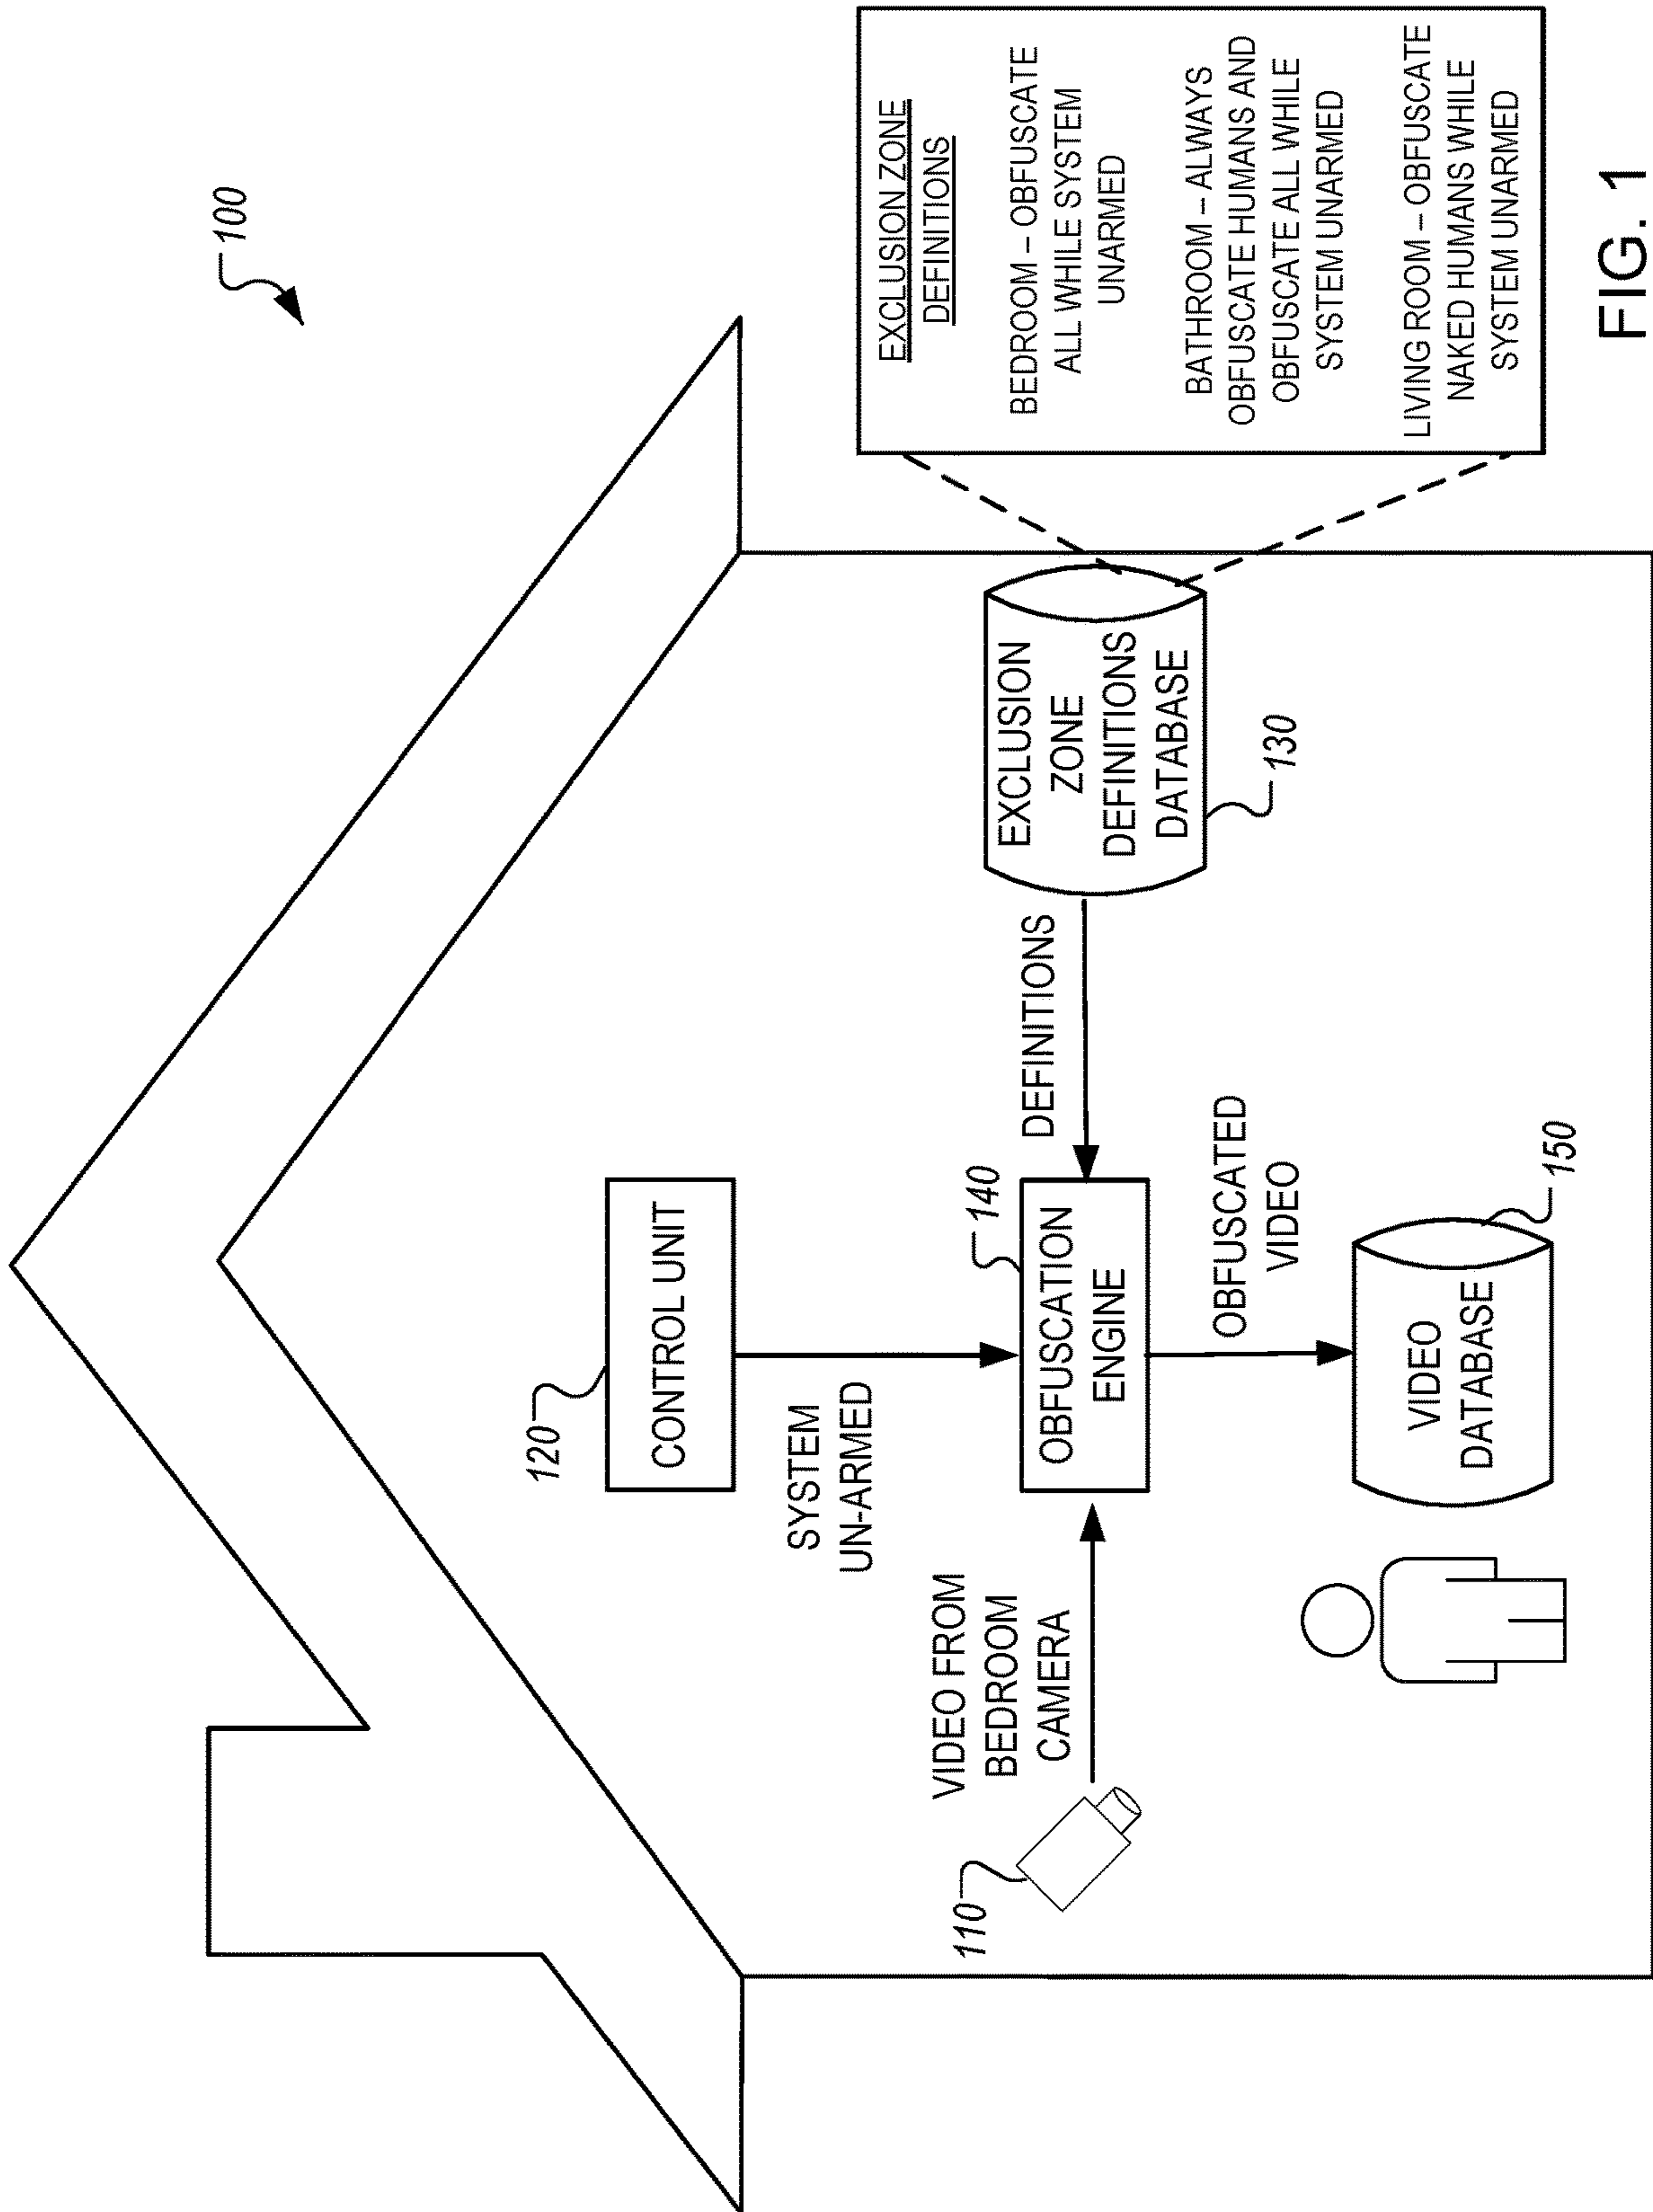 100
120
CONTROL UNIT
SYSTEM
UN-ARMED
110
VIDEO FROM
BEDROOM
CAMERA
140
OBFUSCATION
ENGINE
DEFINITIONS
EXCLUSION
ZONE
DEFINITIONS
DATABASE
130
OBFUSCATED
VIDEO
VIDEO
DATABASE
150
EXCLUSION ZONE
DEFINITIONS
BEDROOM – OBFUSCATE
ALL WHILE SYSTEM
UNARMED
BATHROOM – ALWAYS
OBFUSCATE HUMANS AND
OBFUSCATE ALL WHILE
SYSTEM UNARMED
LIVING ROOM – OBFUSCATE
NAKED HUMANS WHILE
SYSTEM UNARMED
FIG. 1